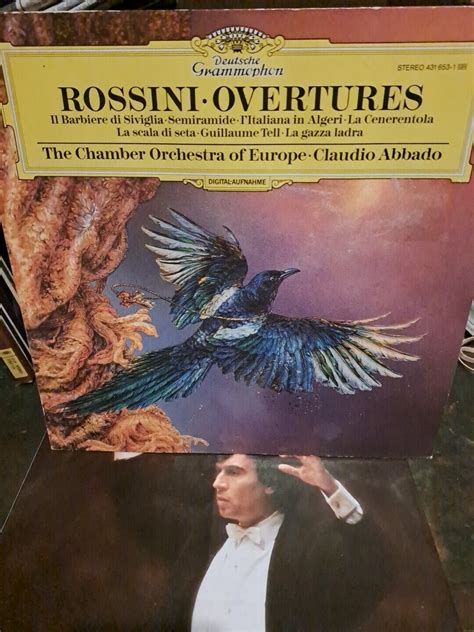 Deutsche
Grammophon
STEREO 431 653-1
ROSSINI · OVERTURES
Il Barbiere di Siviglia · Semiramide · l'Italiana in Algeri · La Cenerentola
La scala di seta · Guillaume Tell · La gazza ladra
The Chamber Orchestra of Europe · Claudio Abbado
DIGITAL-AUFNAHME